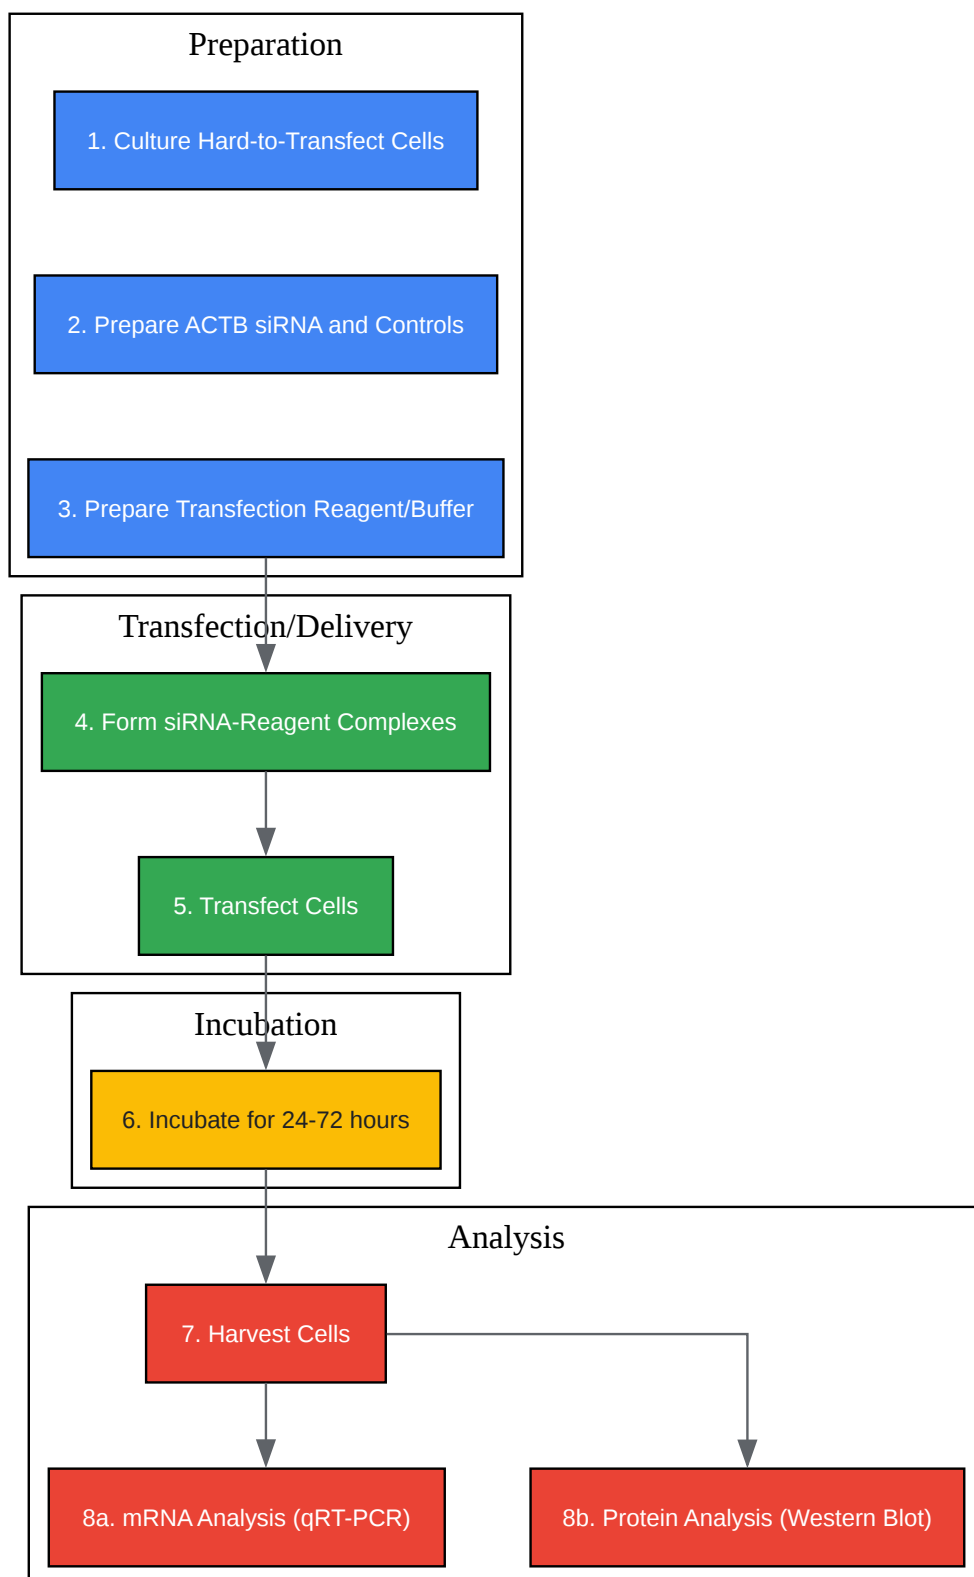 Preparation
1. Culture Hard-to-Transfect Cells
2. Prepare ACTB siRNA and Controls
3. Prepare Transfection Reagent/Buffer
Transfection/Delivery
4. Form siRNA-Reagent Complexes
5. Transfect Cells
Incubation
6. Incubate for 24-72 hours
Analysis
7. Harvest Cells
8a. mRNA Analysis (qRT-PCR)
8b. Protein Analysis (Western Blot)